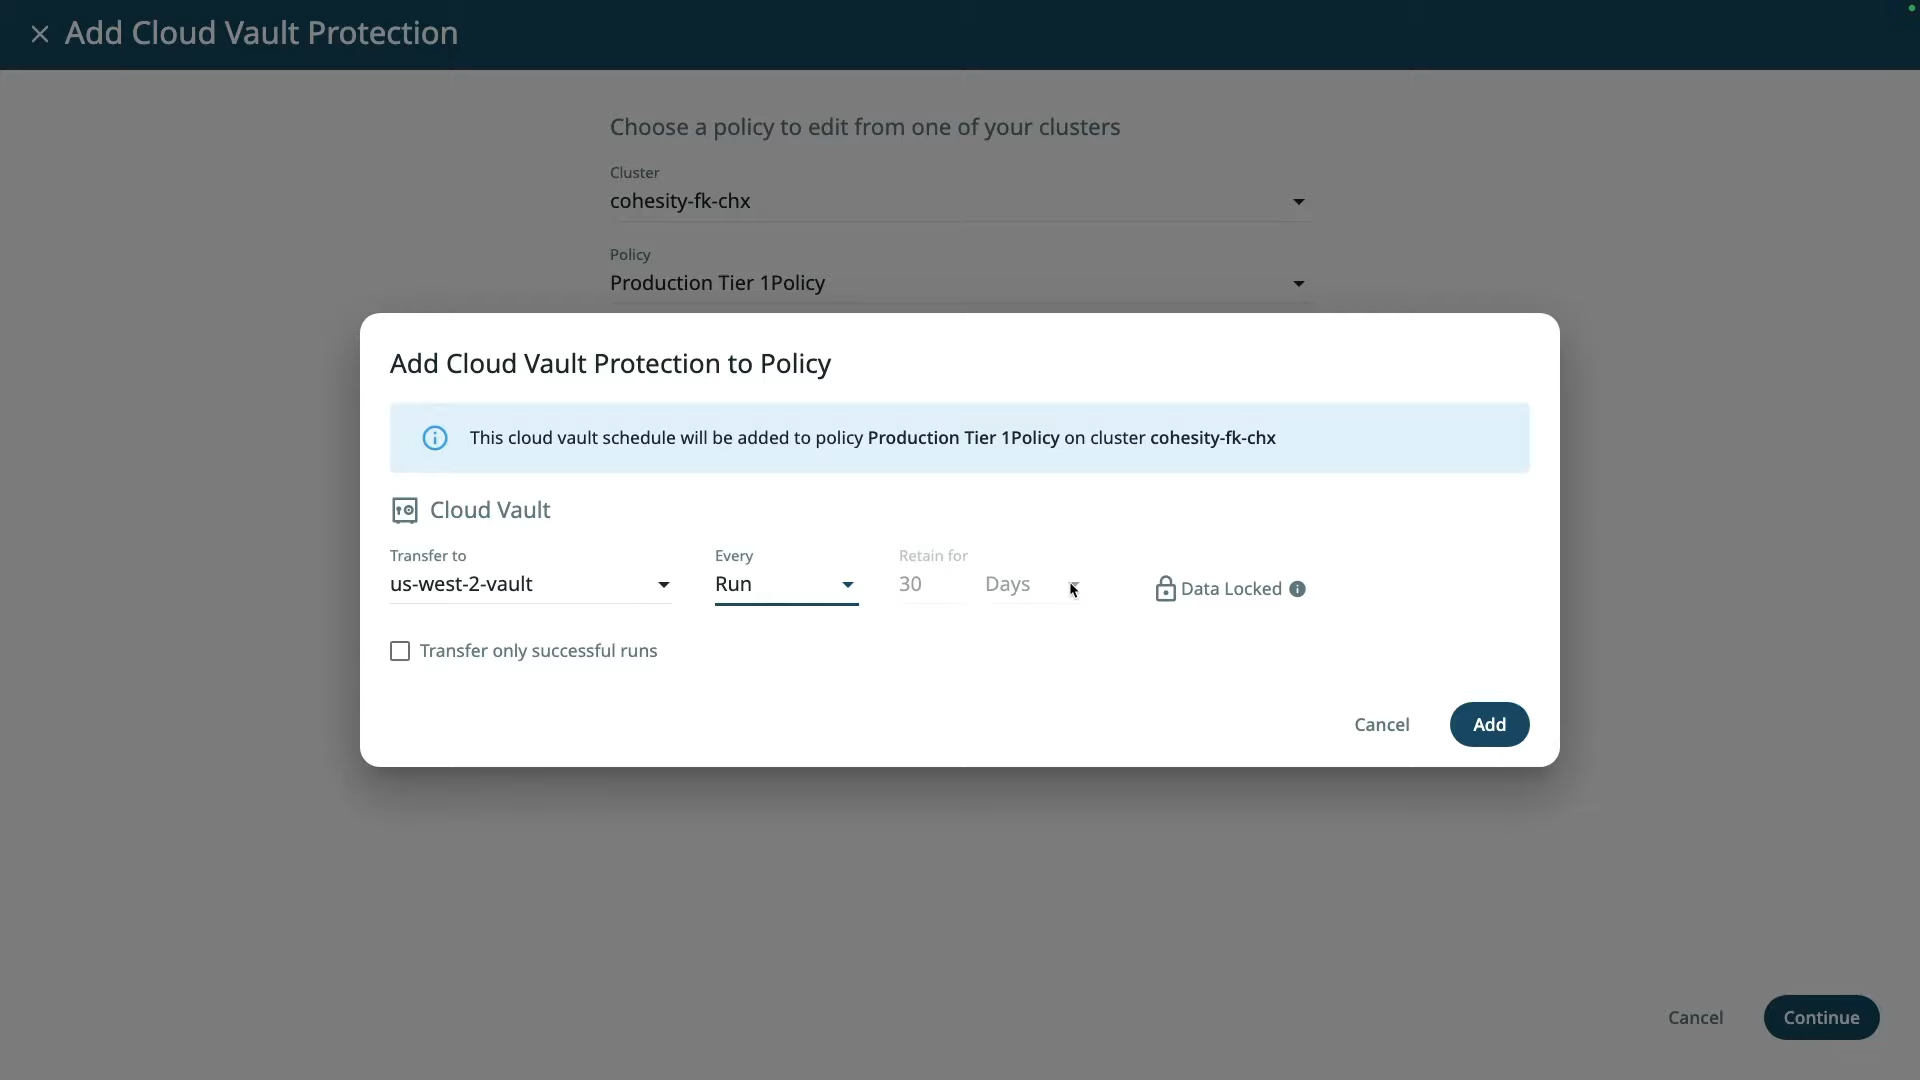 Add Cloud Vault Protection
Choose a policy to edit from one of your clusters
Cluster
cohesity-fk-chx
Policy
Production Tier 1Policy
Add Cloud Vault Protection to Policy
This cloud vault schedule will be added to policy Production Tier 1Policy on cluster cohesity-fk-chx
Cloud Vault
Transfer to Every Retain for
us-west-2-vault Run 30 Days Data Locked
Transfer only successful runs
Cancel Add
Cancel Continue